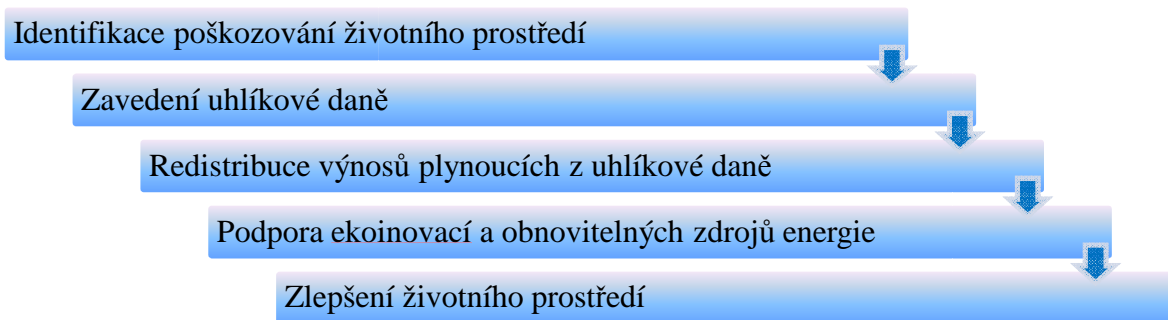 Identifikace poškozování životního prostředí
Zavedení uhlíkové daně
Redistribuce výnosů plynoucích z uhlíkové daně
Podpora ekoinovací a obnovitelných zdrojů energie
Zlepšení životního prostředí